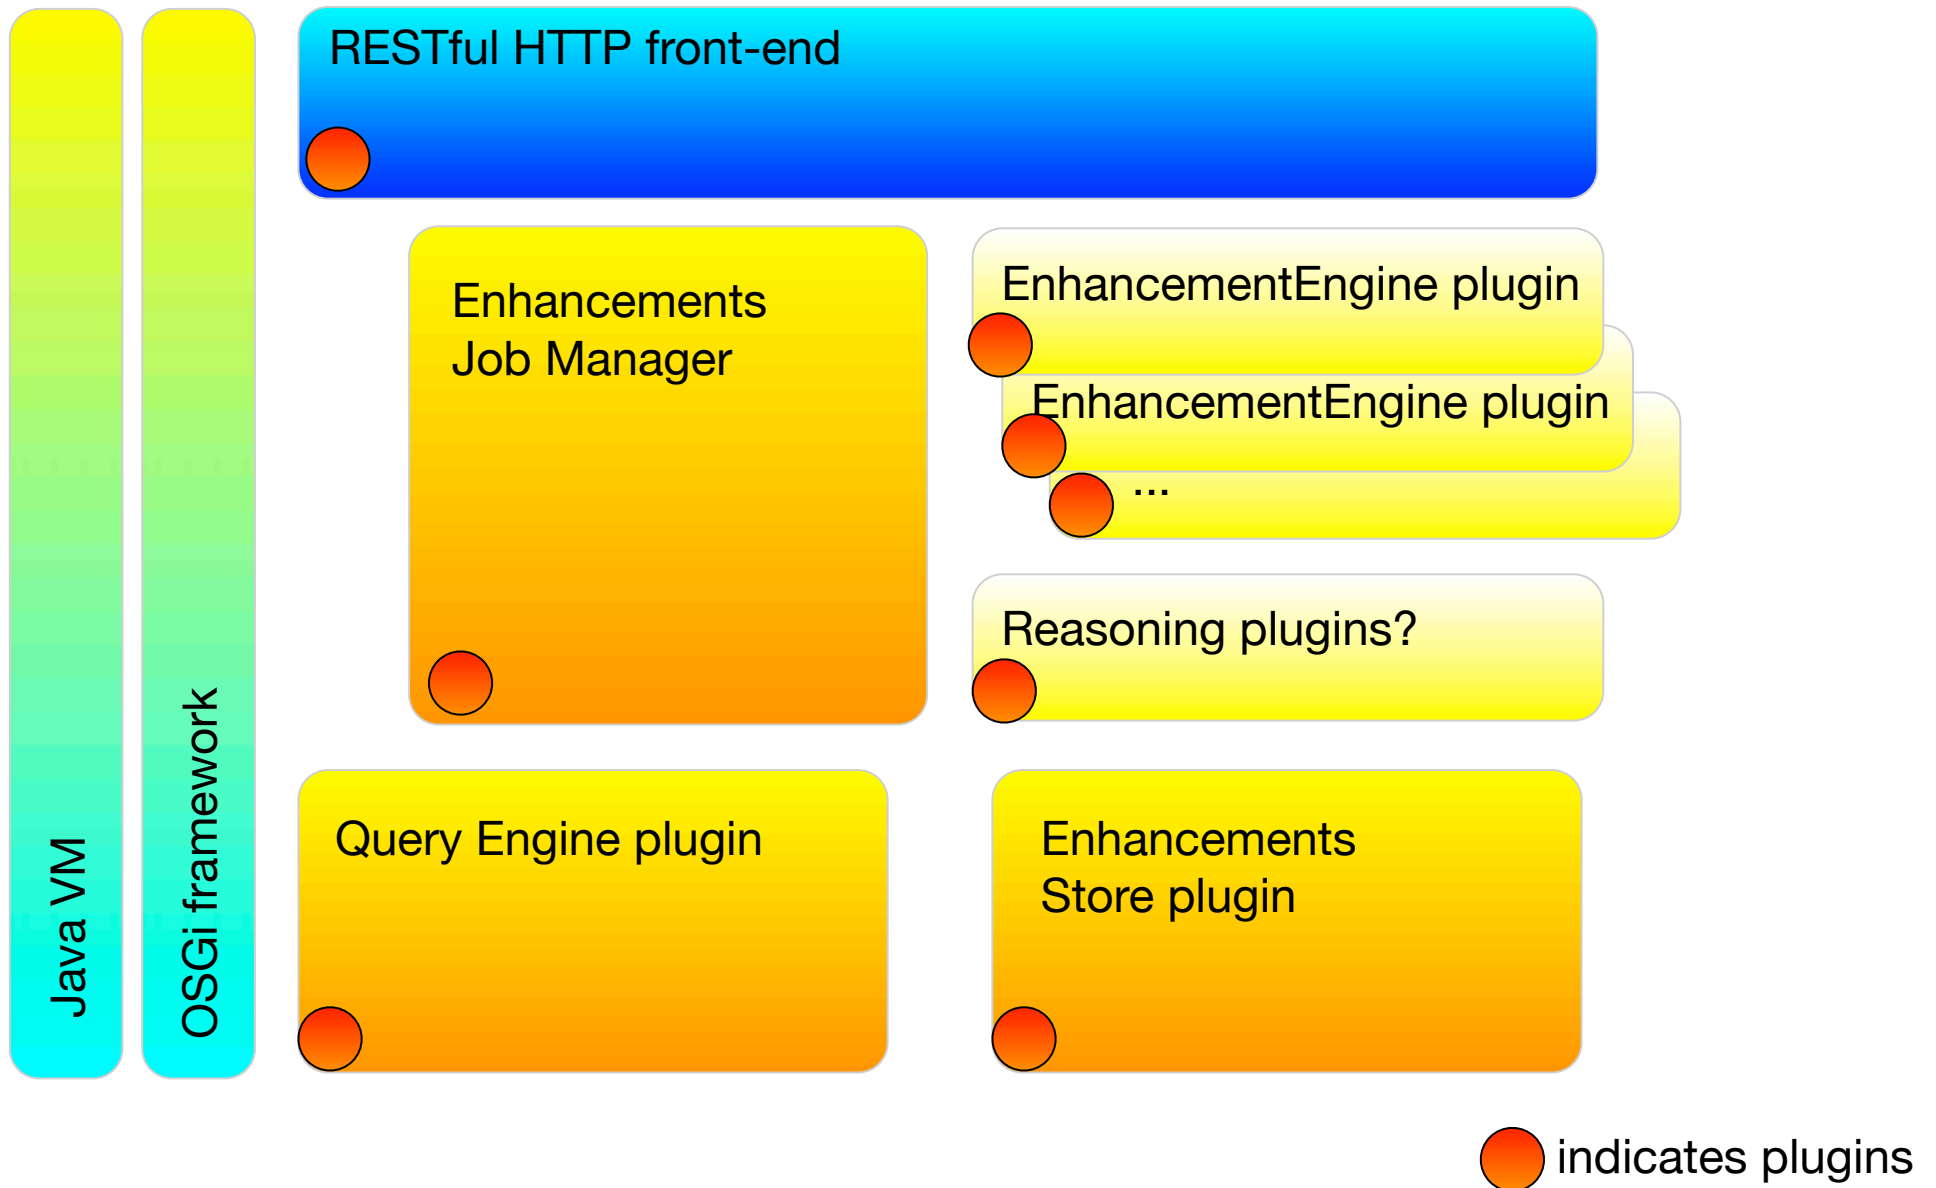 RESTful HTTP front-end
Enhancements
Job Manager
EnhancementEngine plugin
EnhancementEngine plugin
...
Reasoning plugins?
Java VM
OSGi framework
Query Engine plugin
Enhancements
Store plugin
indicates plugins